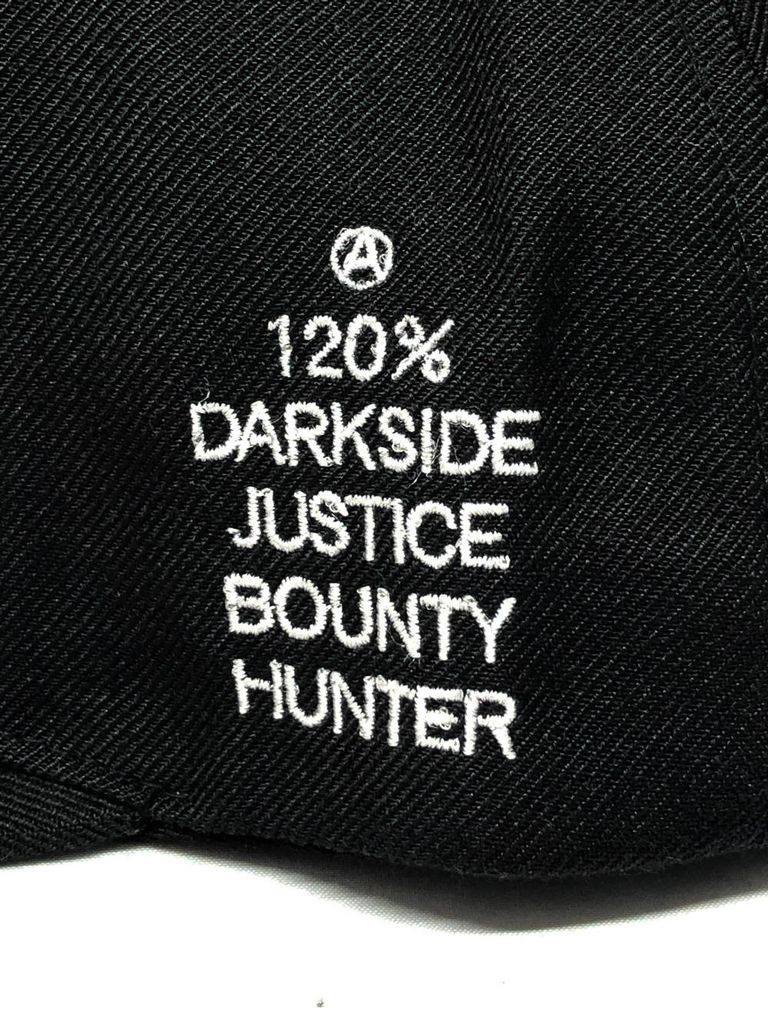 Ⓐ
120%
DARKSIDE
JUSTICE
BOUNTY
HUNTER